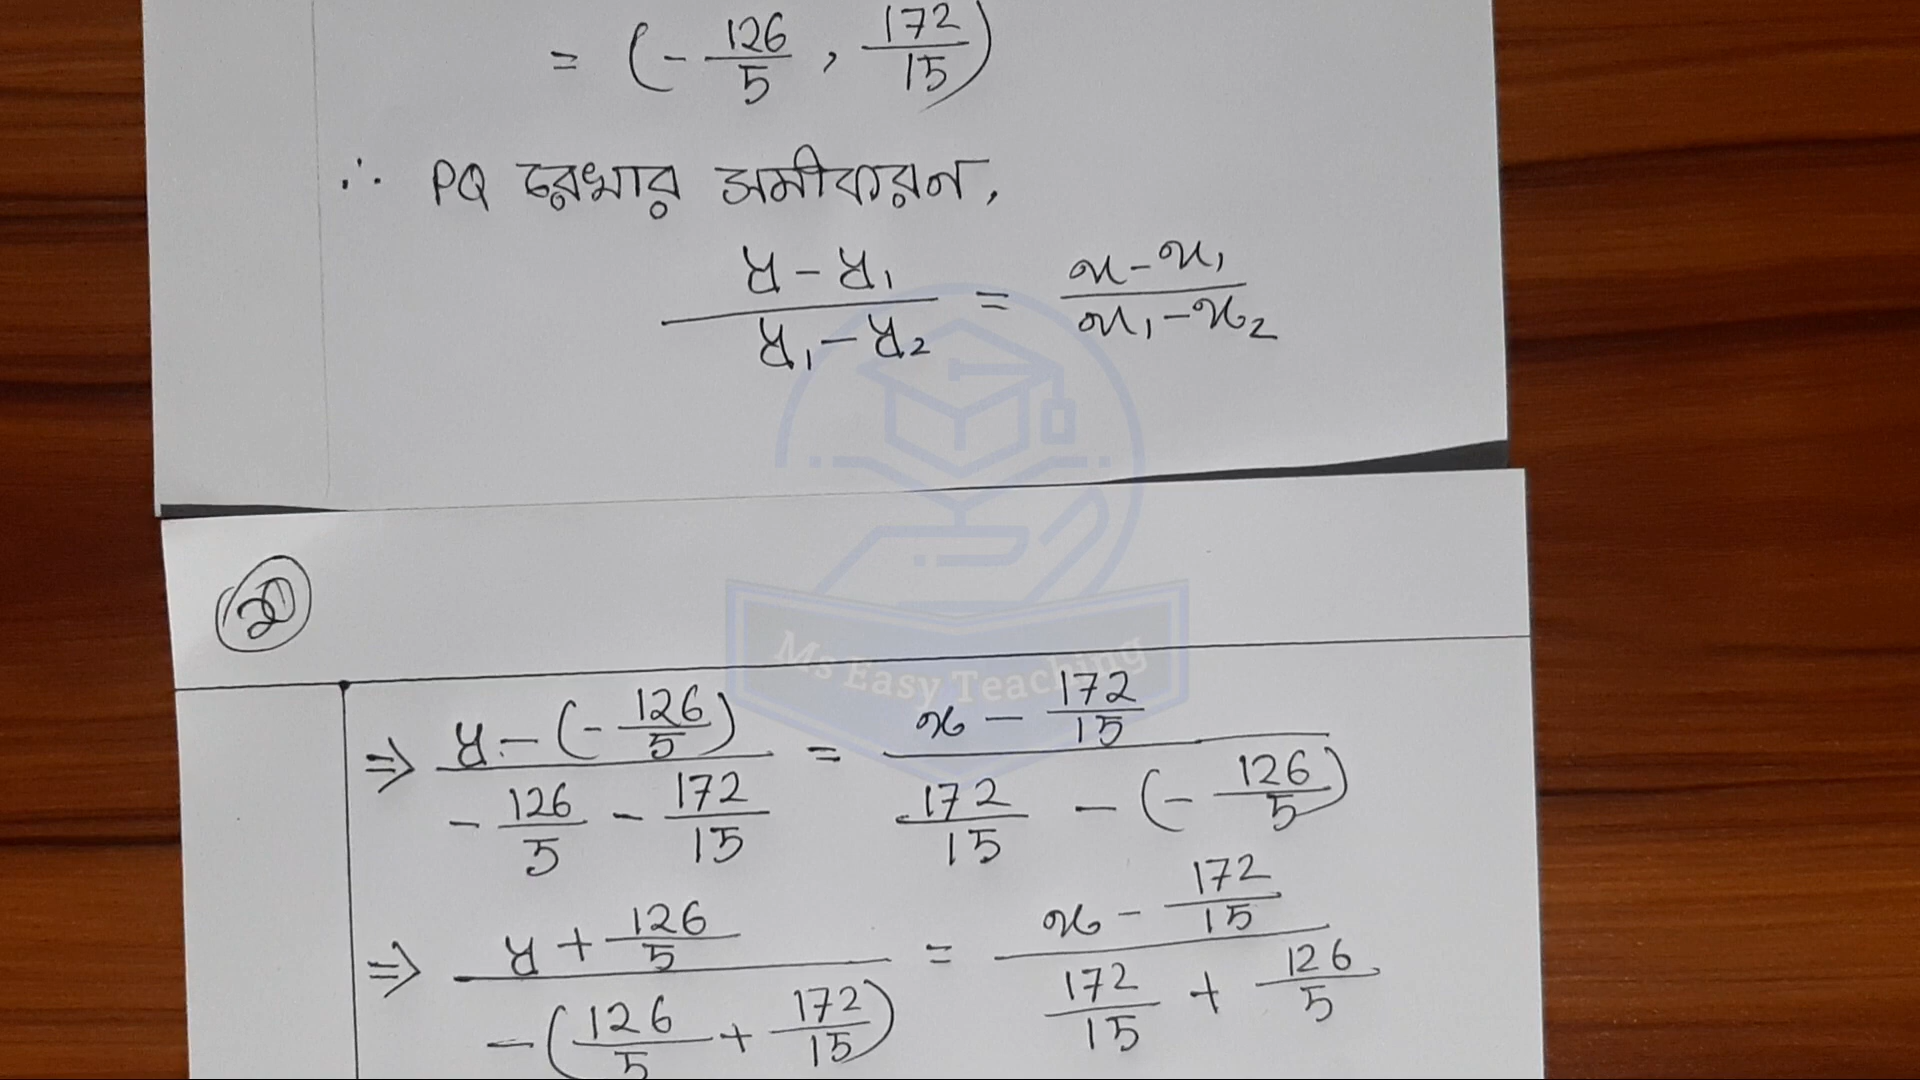 = (- 126/5 , 172/15)
∴ PQ রেখার সমীকরণ,
(y - y₁)/(y₁ - y₂) = (x - x₁)/(x₁ - x₂)
Ms Easy Teaching
⇒ (y - (- 126/5))/(- 126/5 - 172/15) = (x - 172/15)/(172/15 - (- 126/5))
⇒ (y + 126/5)/(-(126/5 + 172/15)) = (x - 172/15)/(172/15 + 126/5)